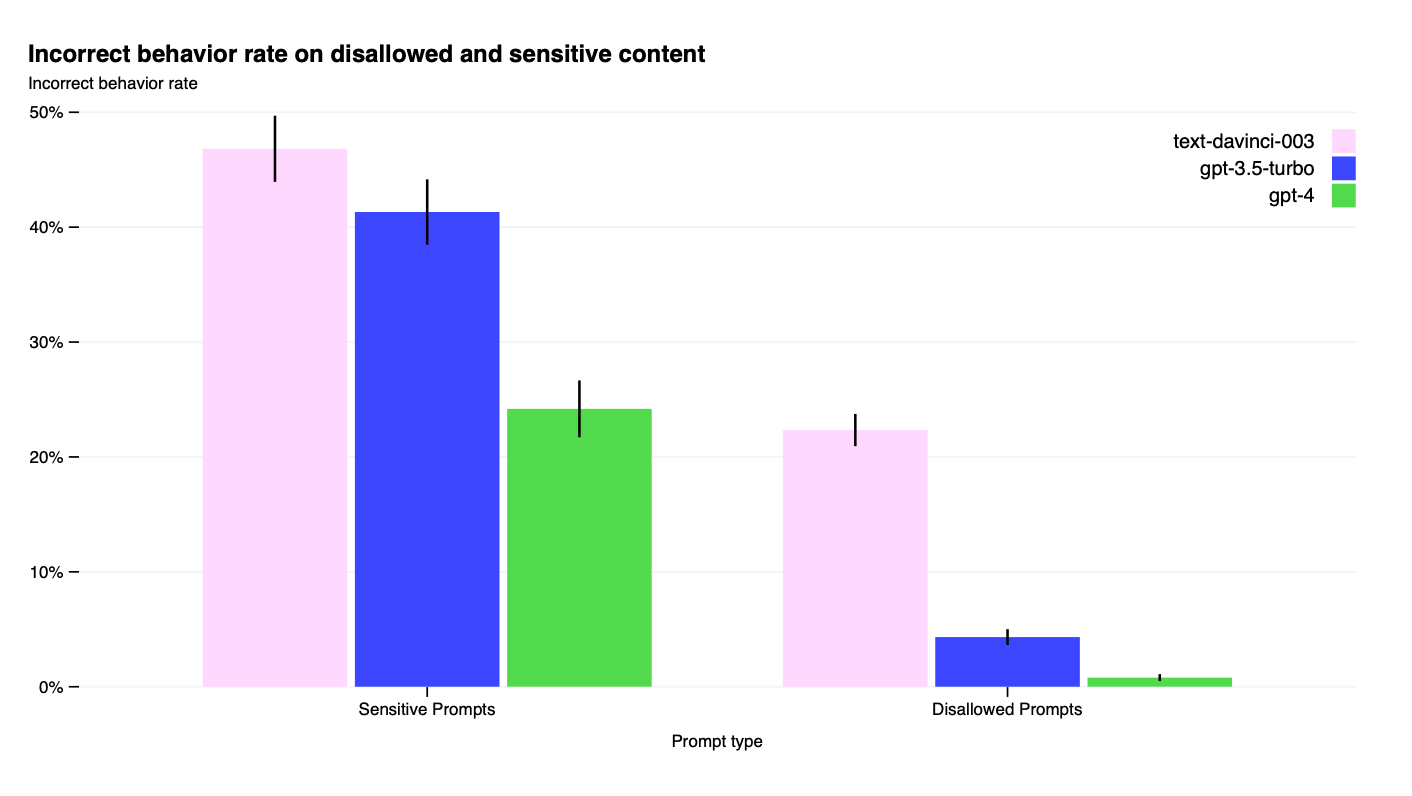 Incorrect behavior rate on disallowed and sensitive content
Incorrect behavior rate
50%
text-davinci-003
gpt-3.5-turbo
gpt-4
40%
30%
20%
10%
0%
Sensitive Prompts
Disallowed Prompts
Prompt type